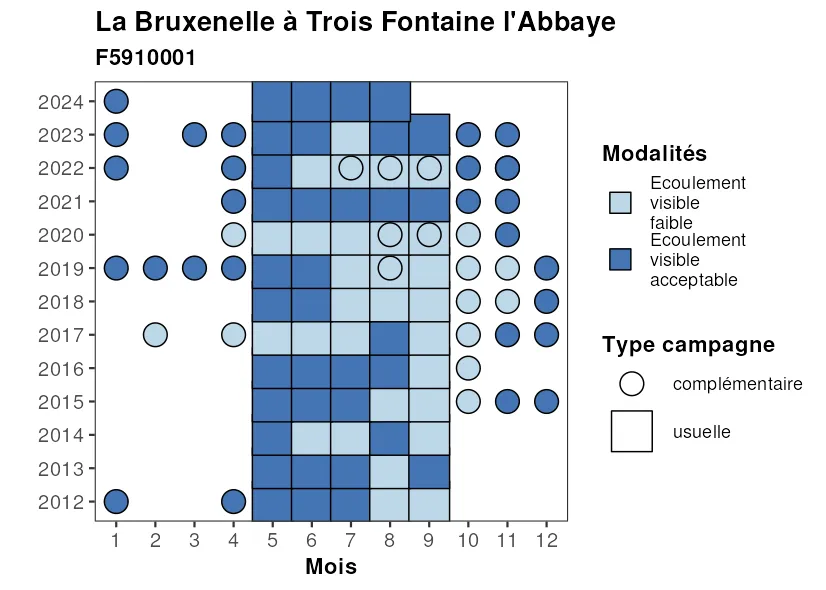 La Bruxenelle à Trois Fontaine l'Abbaye
F5910001
2024
2023
2022
2021
2020
2019
2018
2017
2016
2015
2014
2013
2012
1 2 3 4 5 6 7 8 9 10 11 12
Mois
Modalités
Ecoulement
visible
faible
Ecoulement
visible
acceptable
Type campagne
complémentaire
usuelle